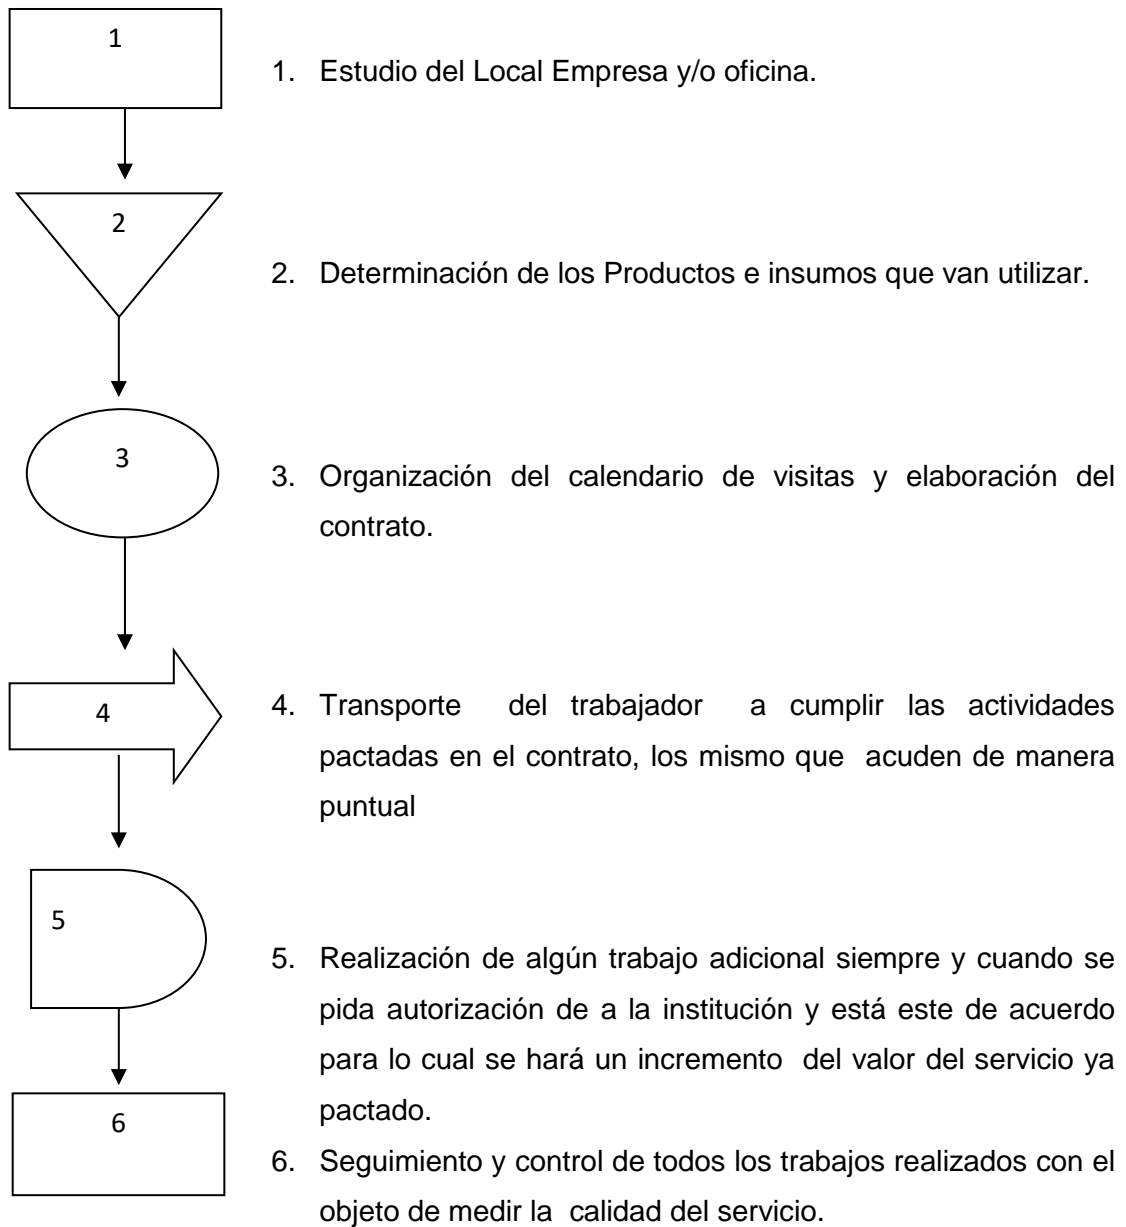 1
1. Estudio del Local Empresa y/o oficina.
2
2. Determinación de los Productos e insumos que van utilizar.
3
3. Organización del calendario de visitas y elaboración del
contrato.
4
4. Transporte del trabajador a cumplir las actividades
pactadas en el contrato, los mismo que acuden de manera
puntual
5
5. Realización de algún trabajo adicional siempre y cuando se
pida autorización de a la institución y está este de acuerdo
para lo cual se hará un incremento del valor del servicio ya
pactado.
6
6. Seguimiento y control de todos los trabajos realizados con el
objeto de medir la calidad del servicio.